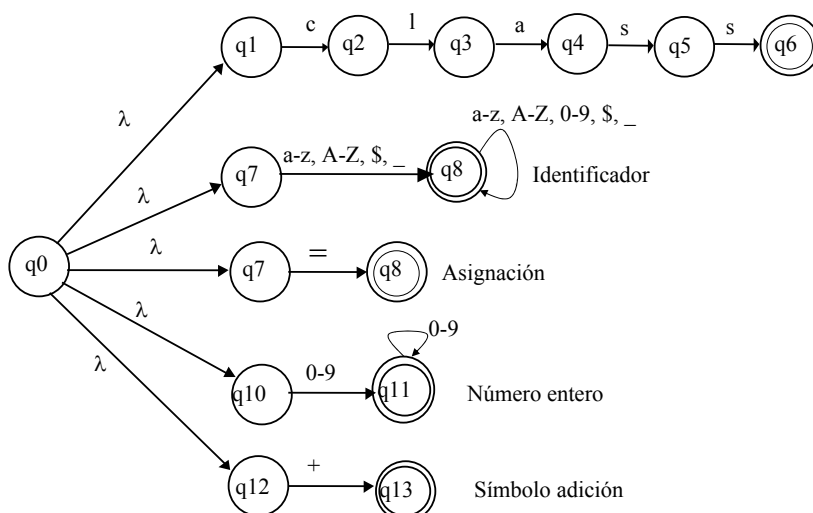 q1 c q2 l q3 a q4 s q5 s q6
λ
a-z, A-Z, 0-9, $, _
q7 a-z, A-Z, $, _ q8 Identificador
λ
q0 λ q7 = q8 Asignación
λ
0-9
λ
q10 0-9 q11 Número entero
q12 + q13 Símbolo adición